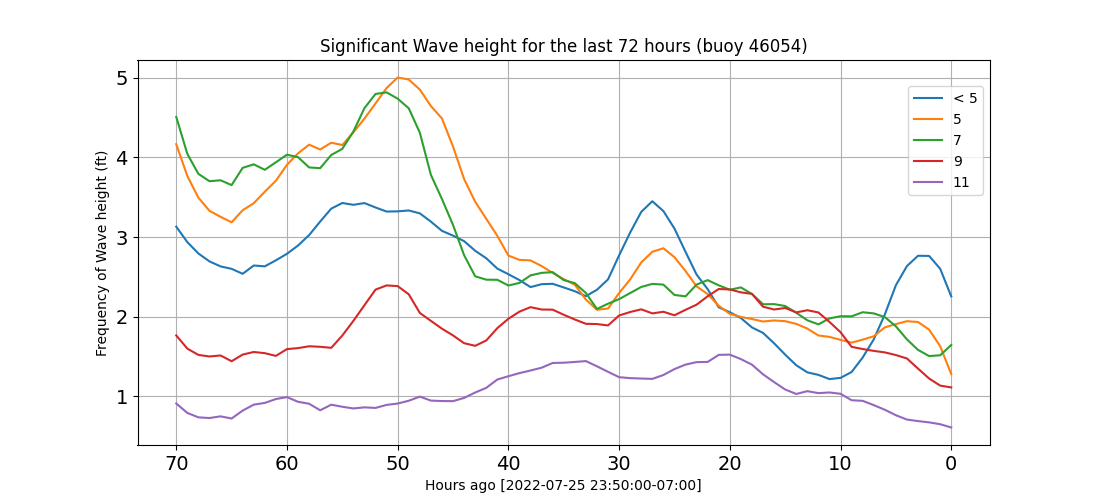 Significant Wave height for the last 72 hours (buoy 46054)
Frequency of Wave height (ft)
5
4
3
2
1
< 5
5
7
9
11
70 60 50 40 30 20 10 0
Hours ago [2022-07-25 23:50:00-07:00]